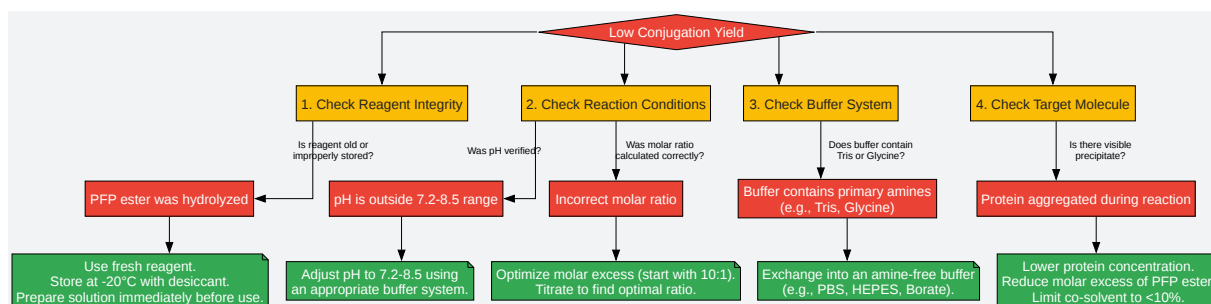 Low Conjugation Yield
1. Check Reagent Integrity
2. Check Reaction Conditions
3. Check Buffer System
4. Check Target Molecule
Is reagent old or
improperly stored?
Was pH verified?
Was molar ratio
calculated correctly?
Does buffer contain
Tris or Glycine?
Is there visible
precipitate?
PFP ester was hydrolyzed
pH is outside 7.2-8.5 range
Incorrect molar ratio
Buffer contains primary amines
(e.g., Tris, Glycine)
Protein aggregated during reaction
Use fresh reagent.
Store at -20°C with desiccant.
Prepare solution immediately before use.
Adjust pH to 7.2-8.5 using
an appropriate buffer system.
Optimize molar excess (start with 10:1).
Titrate to find optimal ratio.
Exchange into an amine-free buffer
(e.g., PBS, HEPES, Borate).
Lower protein concentration.
Reduce molar excess of PFP ester
Limit co-solvent to <10%.